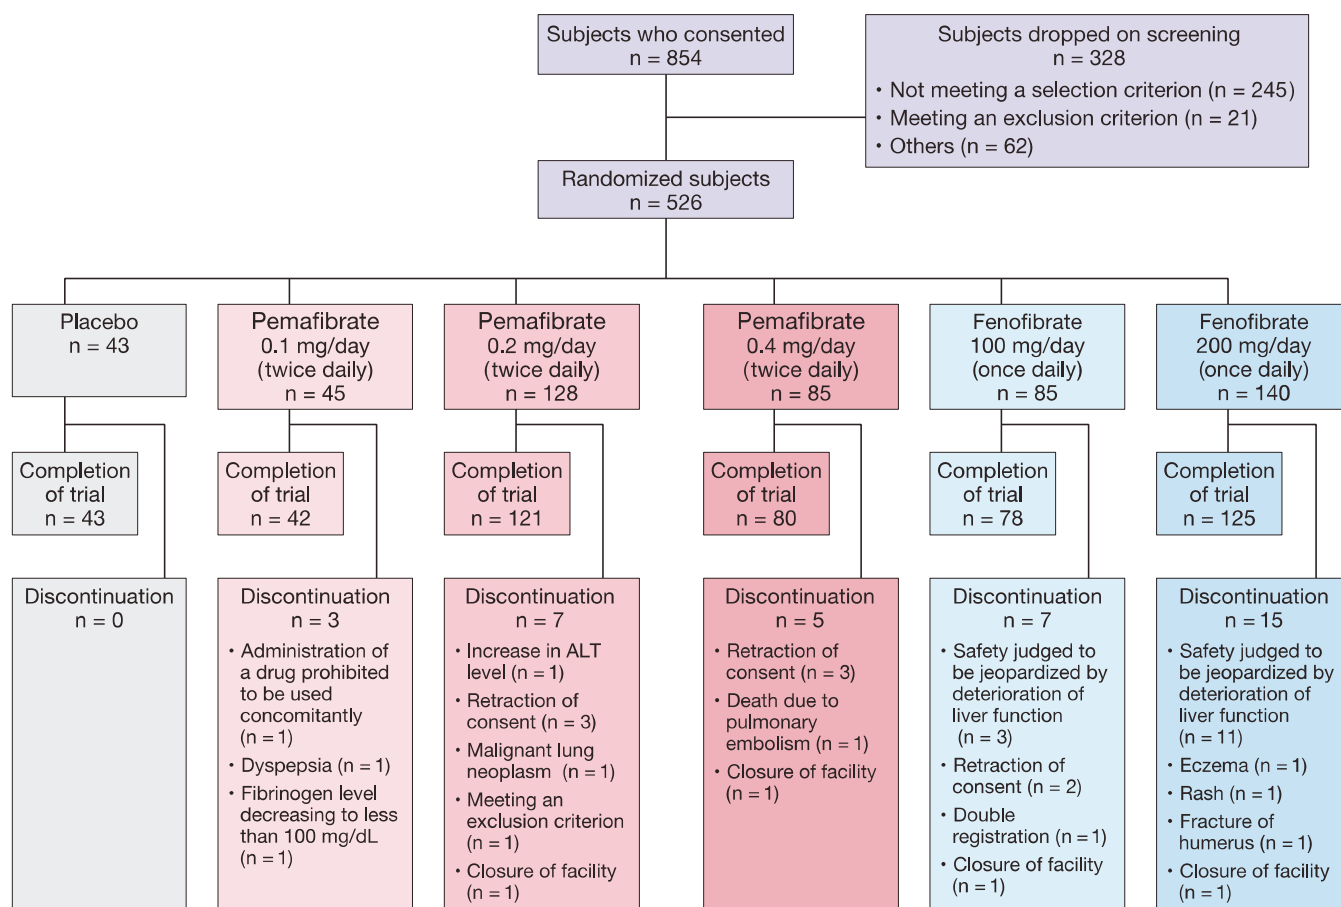 Subjects who consented
n = 854
Subjects dropped on screening
n = 328
• Not meeting a selection criterion (n = 245)
• Meeting an exclusion criterion (n = 21)
• Others (n = 62)
Randomized subjects
n = 526
Placebo
n = 43
Pemafibrate
0.1 mg/day
(twice daily)
n = 45
Pemafibrate
0.2 mg/day
(twice daily)
n = 128
Pemafibrate
0.4 mg/day
(twice daily)
n = 85
Fenofibrate
100 mg/day
(once daily)
n = 85
Fenofibrate
200 mg/day
(once daily)
n = 140
Completion
of trial
n = 43
Completion
of trial
n = 42
Completion
of trial
n = 121
Completion
of trial
n = 80
Completion
of trial
n = 78
Completion
of trial
n = 125
Discontinuation
n = 0
Discontinuation
n = 3
• Administration of
a drug prohibited
to be used
concomitantly
(n = 1)
• Dyspepsia (n = 1)
• Fibrinogen level
decreasing to less
than 100 mg/dL
(n = 1)
Discontinuation
n = 7
• Increase in ALT
level (n = 1)
• Retraction of
consent (n = 3)
• Malignant lung
neoplasm (n = 1)
• Meeting an
exclusion criterion
(n = 1)
• Closure of facility
(n = 1)
Discontinuation
n = 5
• Retraction of
consent (n = 3)
• Death due to
pulmonary
embolism (n = 1)
• Closure of facility
(n = 1)
Discontinuation
n = 7
• Safety judged to
be jeopardized by
deterioration of
liver function
(n = 3)
• Retraction of
consent (n = 2)
• Double
registration (n = 1)
• Closure of facility
(n = 1)
Discontinuation
n = 15
• Safety judged to
be jeopardized by
deterioration of
liver function
(n = 11)
• Eczema (n = 1)
• Rash (n = 1)
• Fracture of
humerus (n = 1)
• Closure of facility
(n = 1)